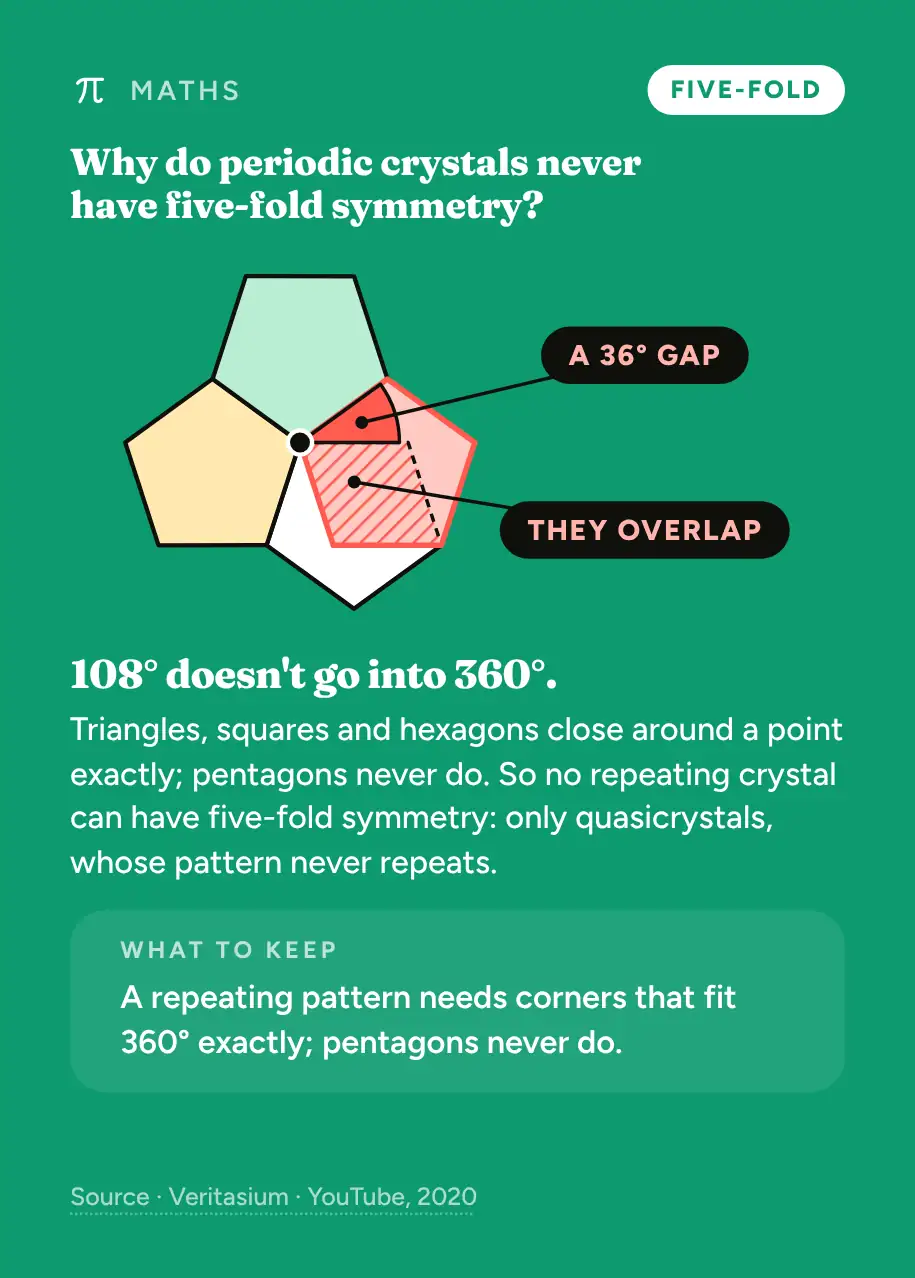 π MATHS
FIVE-FOLD
Why do periodic crystals never
have five-fold symmetry?
A 36° GAP
THEY OVERLAP
108° doesn't go into 360°.
Triangles, squares and hexagons close around a point
exactly; pentagons never do. So no repeating crystal
can have five-fold symmetry: only quasicrystals,
whose pattern never repeats.
WHAT TO KEEP
A repeating pattern needs corners that fit
360° exactly; pentagons never do.
Source · Veritasium · YouTube, 2020